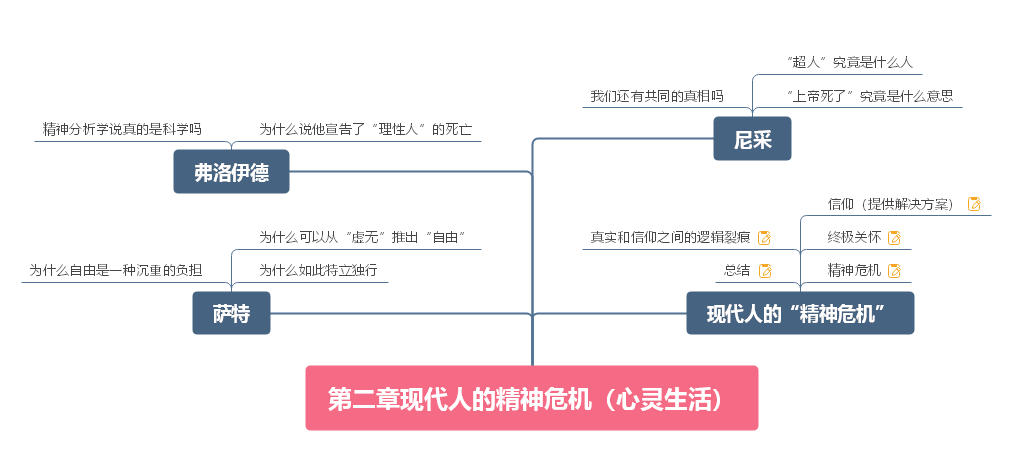 “超人”究竟是什么人
我们还有共同的真相吗
“上帝死了”究竟是什么意思
尼采
精神分析学说真的是科学吗
为什么说他宣告了“理性人”的死亡
弗洛伊德
信仰（提供解决方案）
为什么可以从“虚无”推出“自由”
真实和信仰之间的逻辑裂痕
终极关怀
为什么自由是一种沉重的负担
为什么如此特立独行
总结
精神危机
萨特
现代人的“精神危机”
第二章现代人的精神危机（心灵生活）